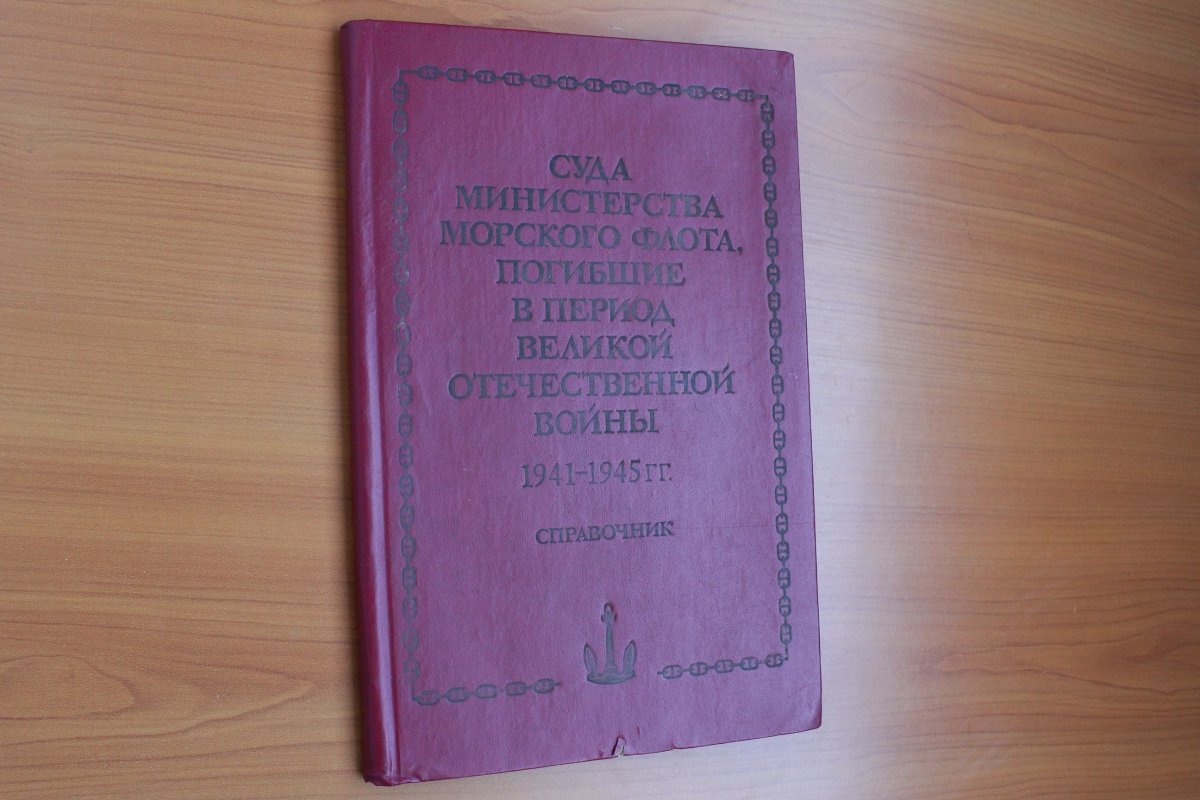 СУДА
МИНИСТЕРСТВА
МОРСКОГО ФЛОТА,
ПОГИБШИЕ
В ПЕРИОД
ВЕЛИКОЙ
ОТЕЧЕСТВЕННОЙ
ВОЙНЫ
1941–1945 ГГ.
СПРАВОЧНИК